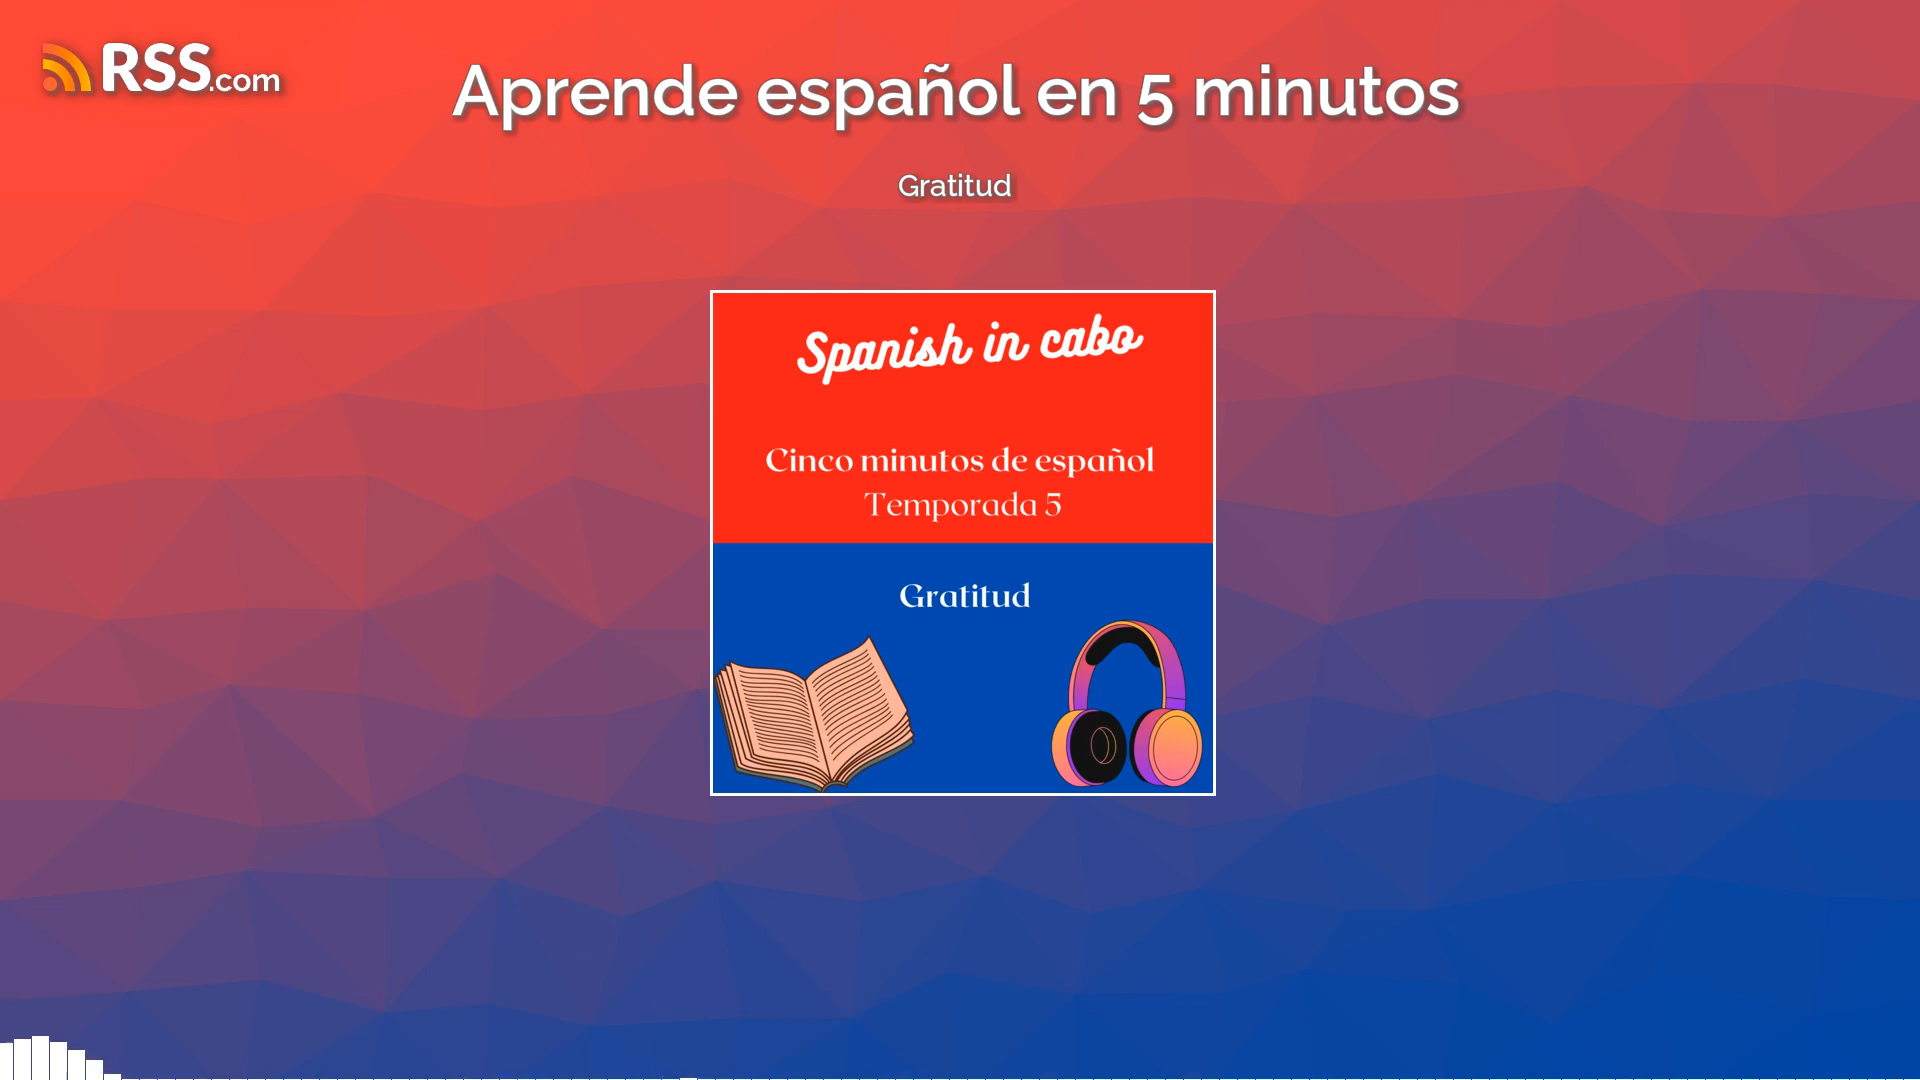 RSS.com
Aprende español en 5 minutos
Gratitud
Spanish in cabo
Cinco minutos de español
Temporada 5
Gratitud